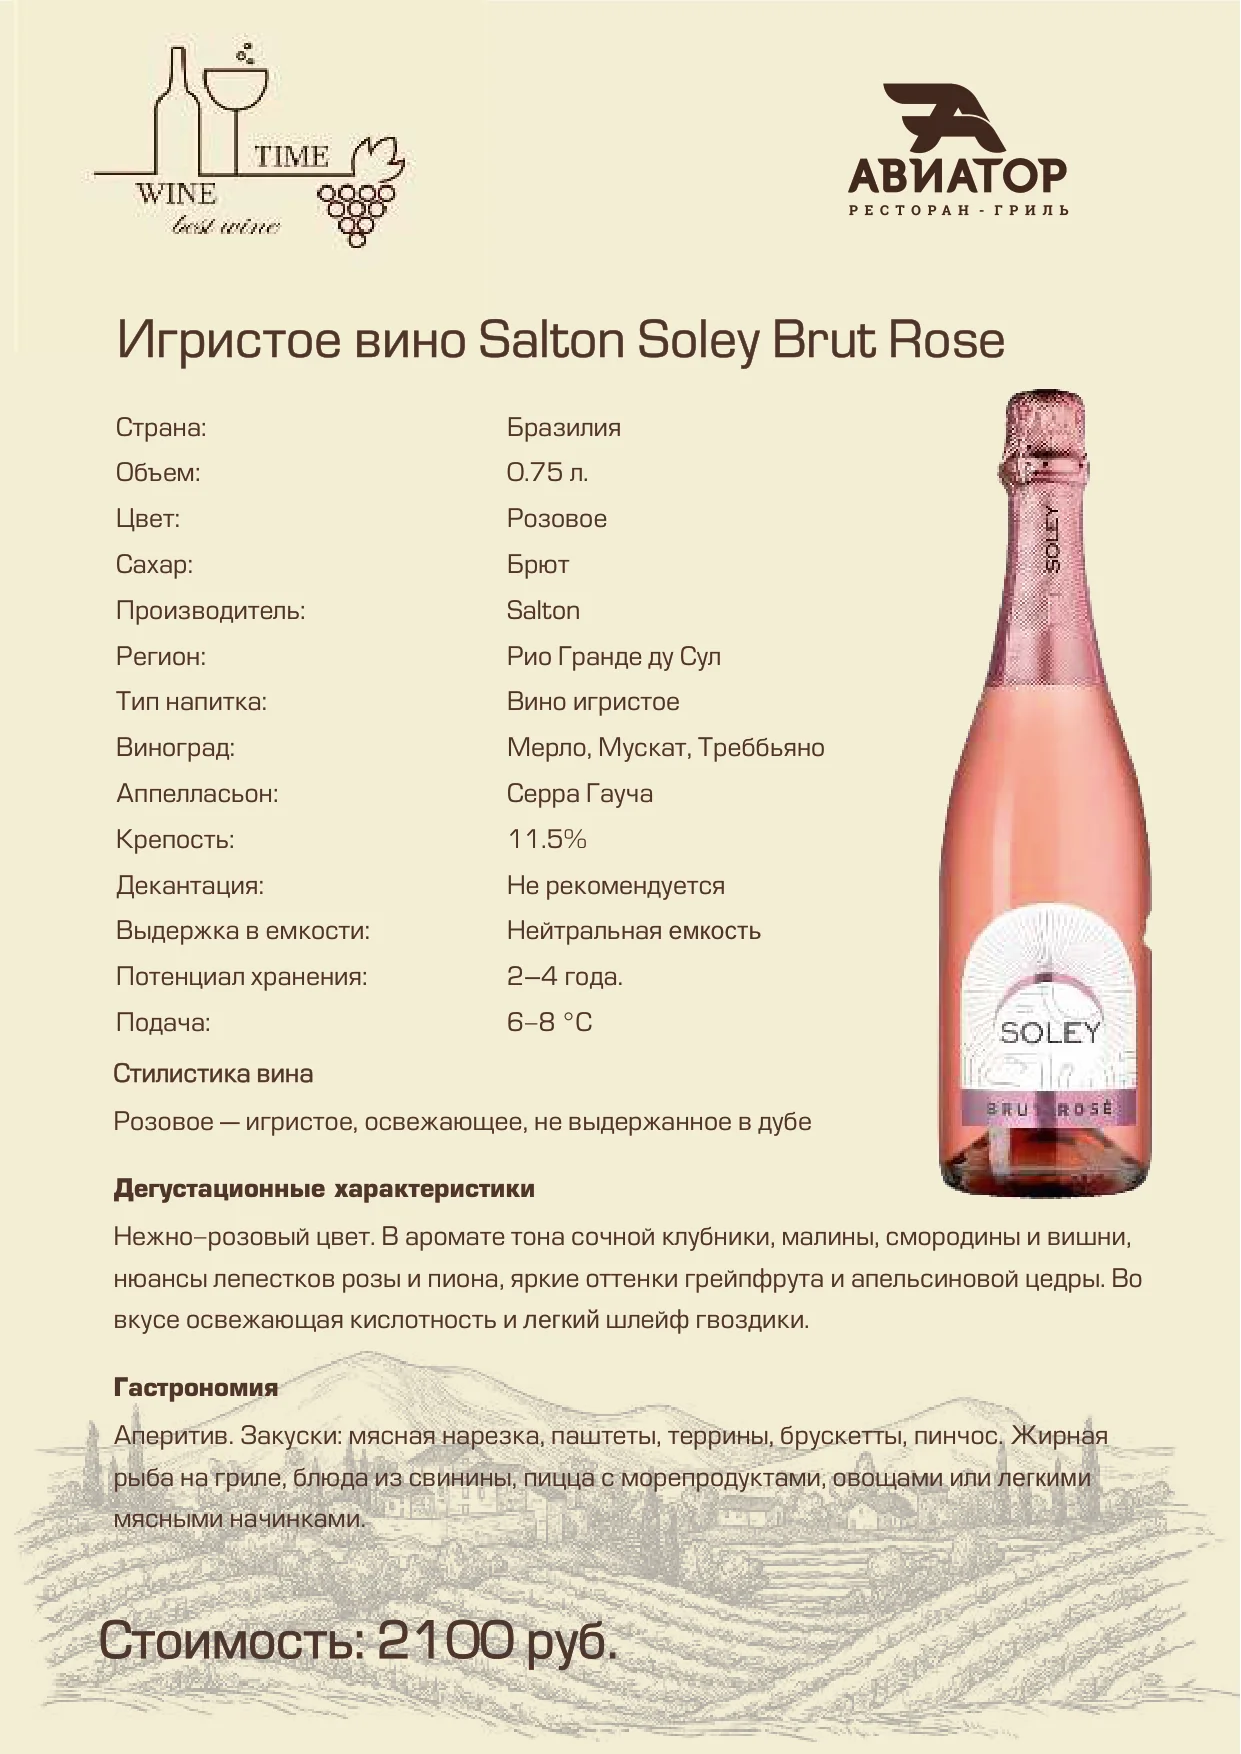 TIME
WINE
best wine
АВИАТОР
РЕСТОРАН - ГРИЛЬ
Игристое вино Salton Soley Brut Rose
Страна: Бразилия
Объем: 0.75 л.
Цвет: Розовое
Сахар: Брют
Производитель: Salton
Регион: Рио Гранде ду Сул
Тип напитка: Вино игристое
Виноград: Мерло, Мускат, Треббьяно
Аппелласьон: Серра Гауча
Крепость: 11.5%
Декантация: Не рекомендуется
Выдержка в емкости: Нейтральная емкость
Потенциал хранения: 2–4 года.
Подача: 6–8 °C
SOLEY
SOLEY
BRUT ROSÉ
Стилистика вина
Розовое — игристое, освежающее, не выдержанное в дубе
Дегустационные характеристики
Нежно–розовый цвет. В аромате тона сочной клубники, малины, смородины и вишни,
нюансы лепестков розы и пиона, яркие оттенки грейпфрута и апельсиновой цедры. Во
вкусе освежающая кислотность и легкий шлейф гвоздики.
Гастрономия
Аперитив. Закуски: мясная нарезка, паштеты, террины, брускетты, пинчос. Жирная
рыба на гриле, блюда из свинины, пицца с морепродуктами, овощами или легкими
мясными начинками.
Стоимость: 2100 руб.